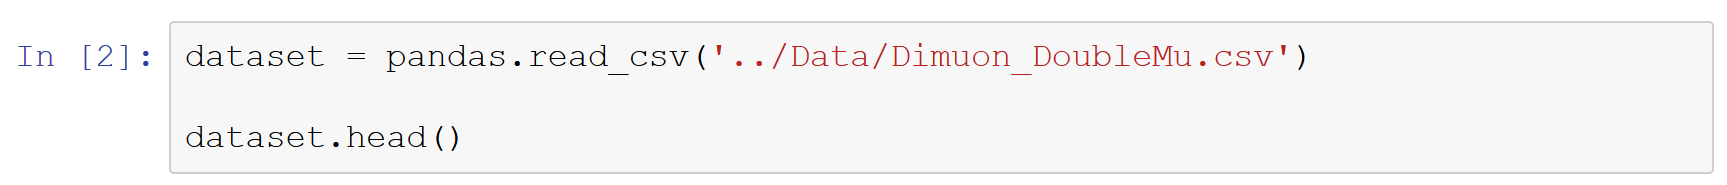 In [2]: dataset = pandas.read_csv('../Data/Dimuon_DoubleMu.csv')
dataset.head()